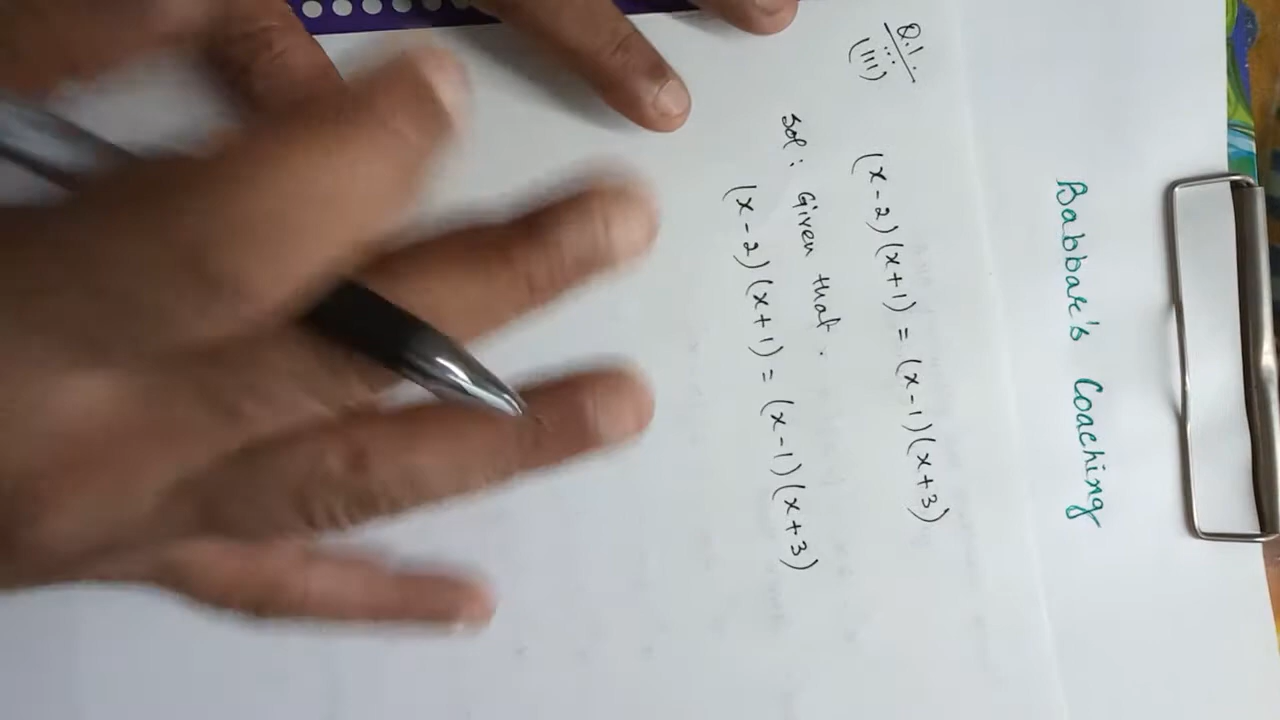 Babbar's Coaching
Q.1.
(iii) (x-2)(x+1) = (x-1)(x+3)
Sol: Given that.
(x-2)(x+1) = (x-1)(x+3)